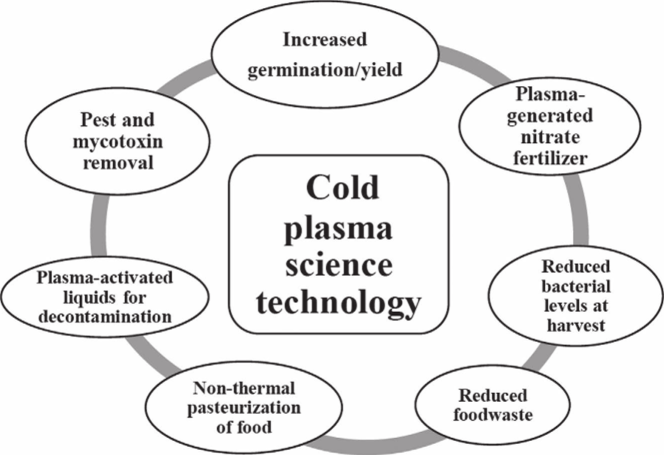 Increased
germination/yield
Plasma-
generated
nitrate
fertilizer
Pest and
mycotoxin
removal
Cold
plasma
science
technology
Plasma-activated
liquids for
decontamination
Reduced
bacterial
levels at
harvest
Non-thermal
pasteurization
of food
Reduced
foodwaste